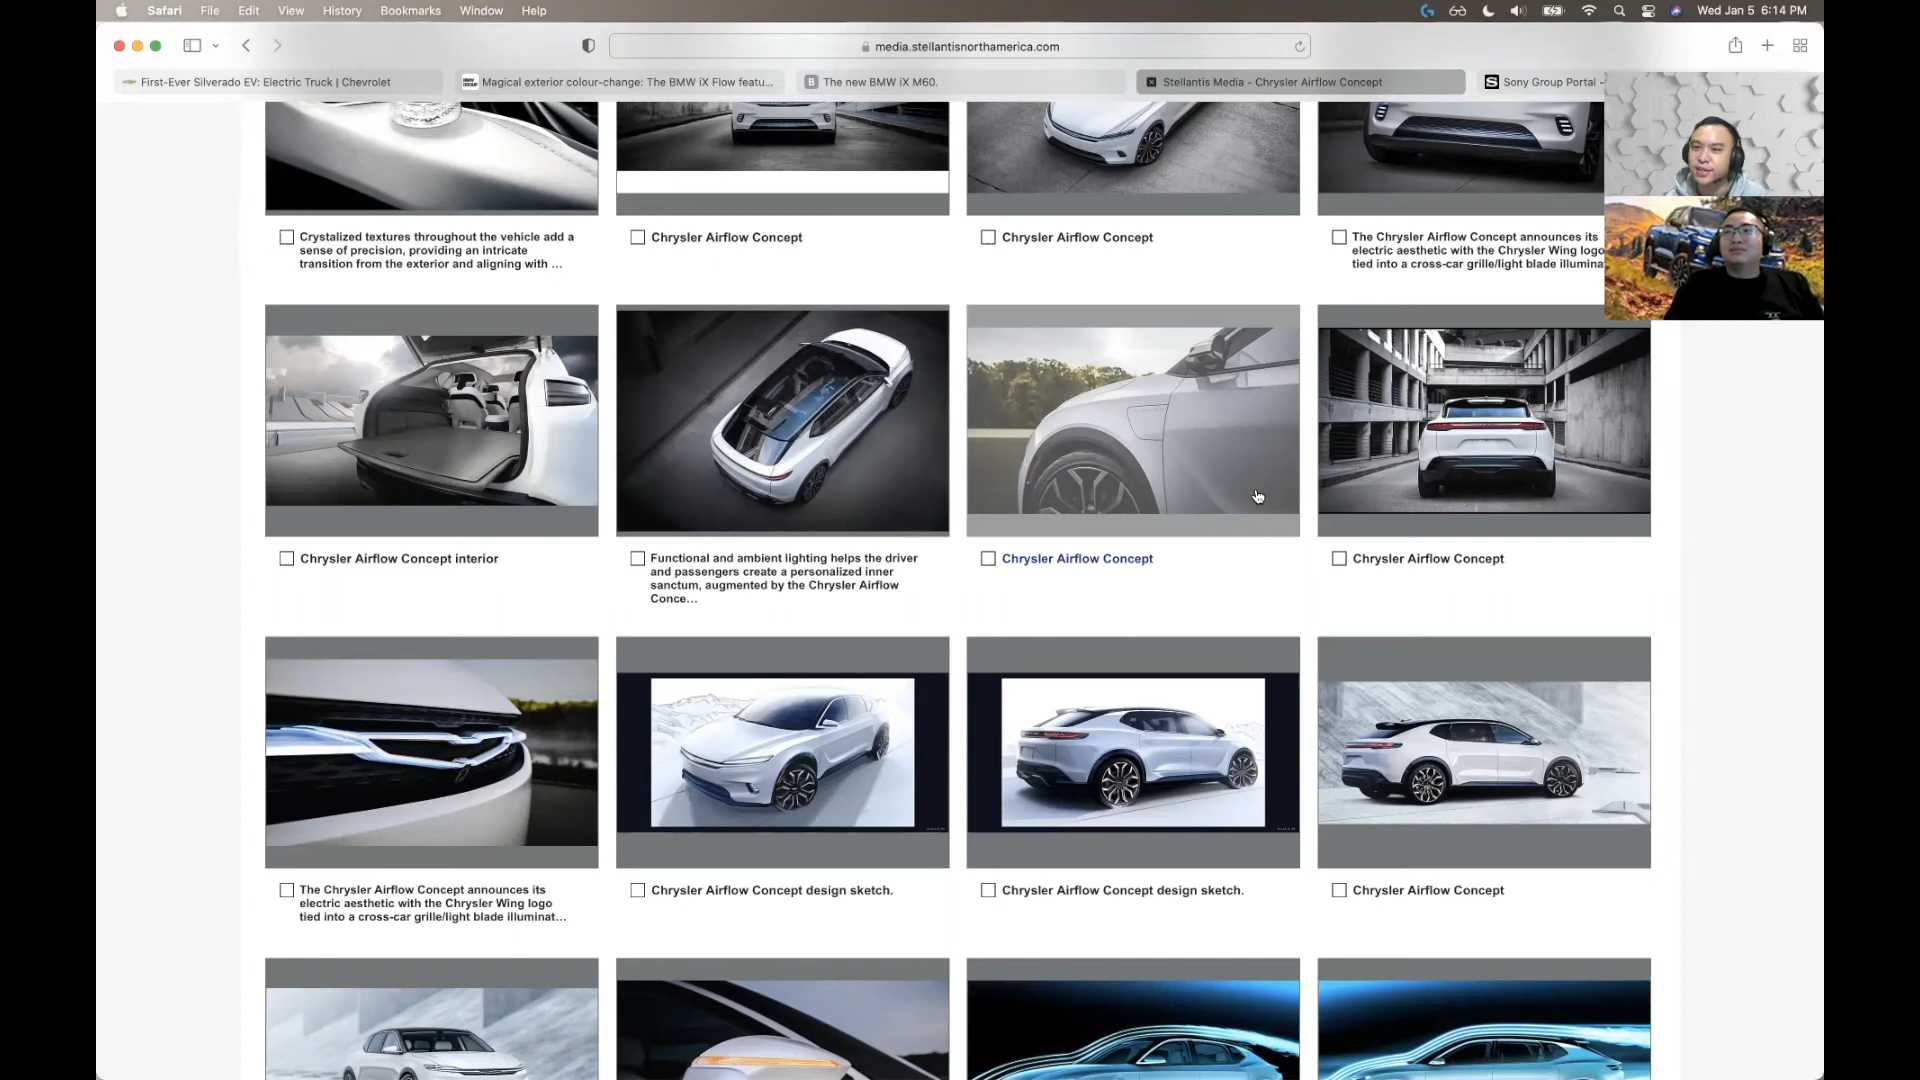 Safari File Edit View History Bookmarks Window Help
Wed Jan 5 6:14 PM
media.stellantisnorthamerica.com
First-Ever Silverado EV: Electric Truck | Chevrolet
Magical exterior colour-change: The BMW iX Flow featu...
B The new BMW iX M60.
Stellantis Media - Chrysler Airflow Concept
S Sony Group Portal -
Crystalized textures throughout the vehicle add a
sense of precision, providing an intricate
transition from the exterior and aligning with ...
Chrysler Airflow Concept
Chrysler Airflow Concept
The Chrysler Airflow Concept announces its
electric aesthetic with the Chrysler Wing logo
tied into a cross-car grille/light blade illumina
Chrysler Airflow Concept interior
Functional and ambient lighting helps the driver
and passengers create a personalized inner
sanctum, augmented by the Chrysler Airflow
Conce...
Chrysler Airflow Concept
Chrysler Airflow Concept
The Chrysler Airflow Concept announces its
electric aesthetic with the Chrysler Wing logo
tied into a cross-car grille/light blade illuminat...
Chrysler Airflow Concept design sketch.
Chrysler Airflow Concept design sketch.
Chrysler Airflow Concept